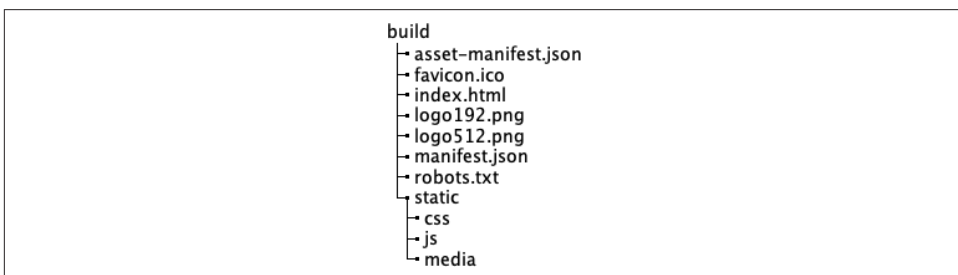 build
asset-manifest.json
favicon.ico
index.html
logo192.png
logo512.png
manifest.json
robots.txt
static
css
js
media